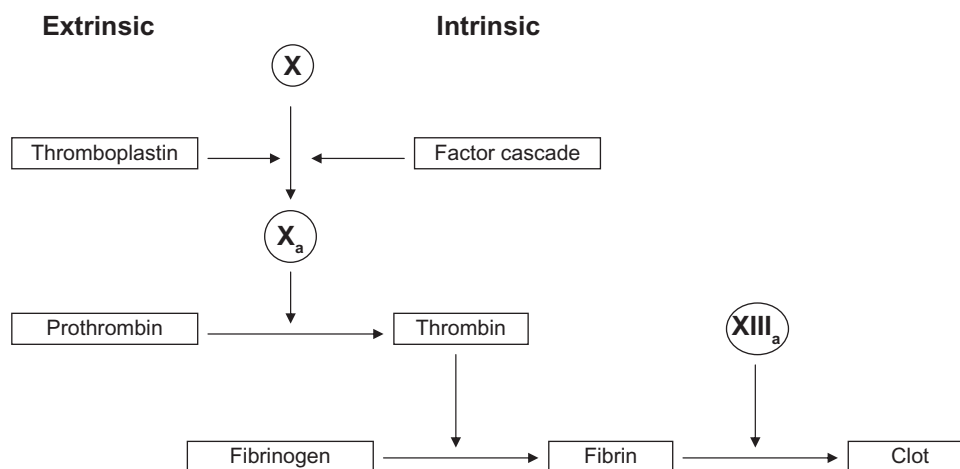 Extrinsic
Intrinsic
X
Thromboplastin
Factor cascade
Xa
Prothrombin
Thrombin
XIIIa
Fibrinogen
Fibrin
Clot